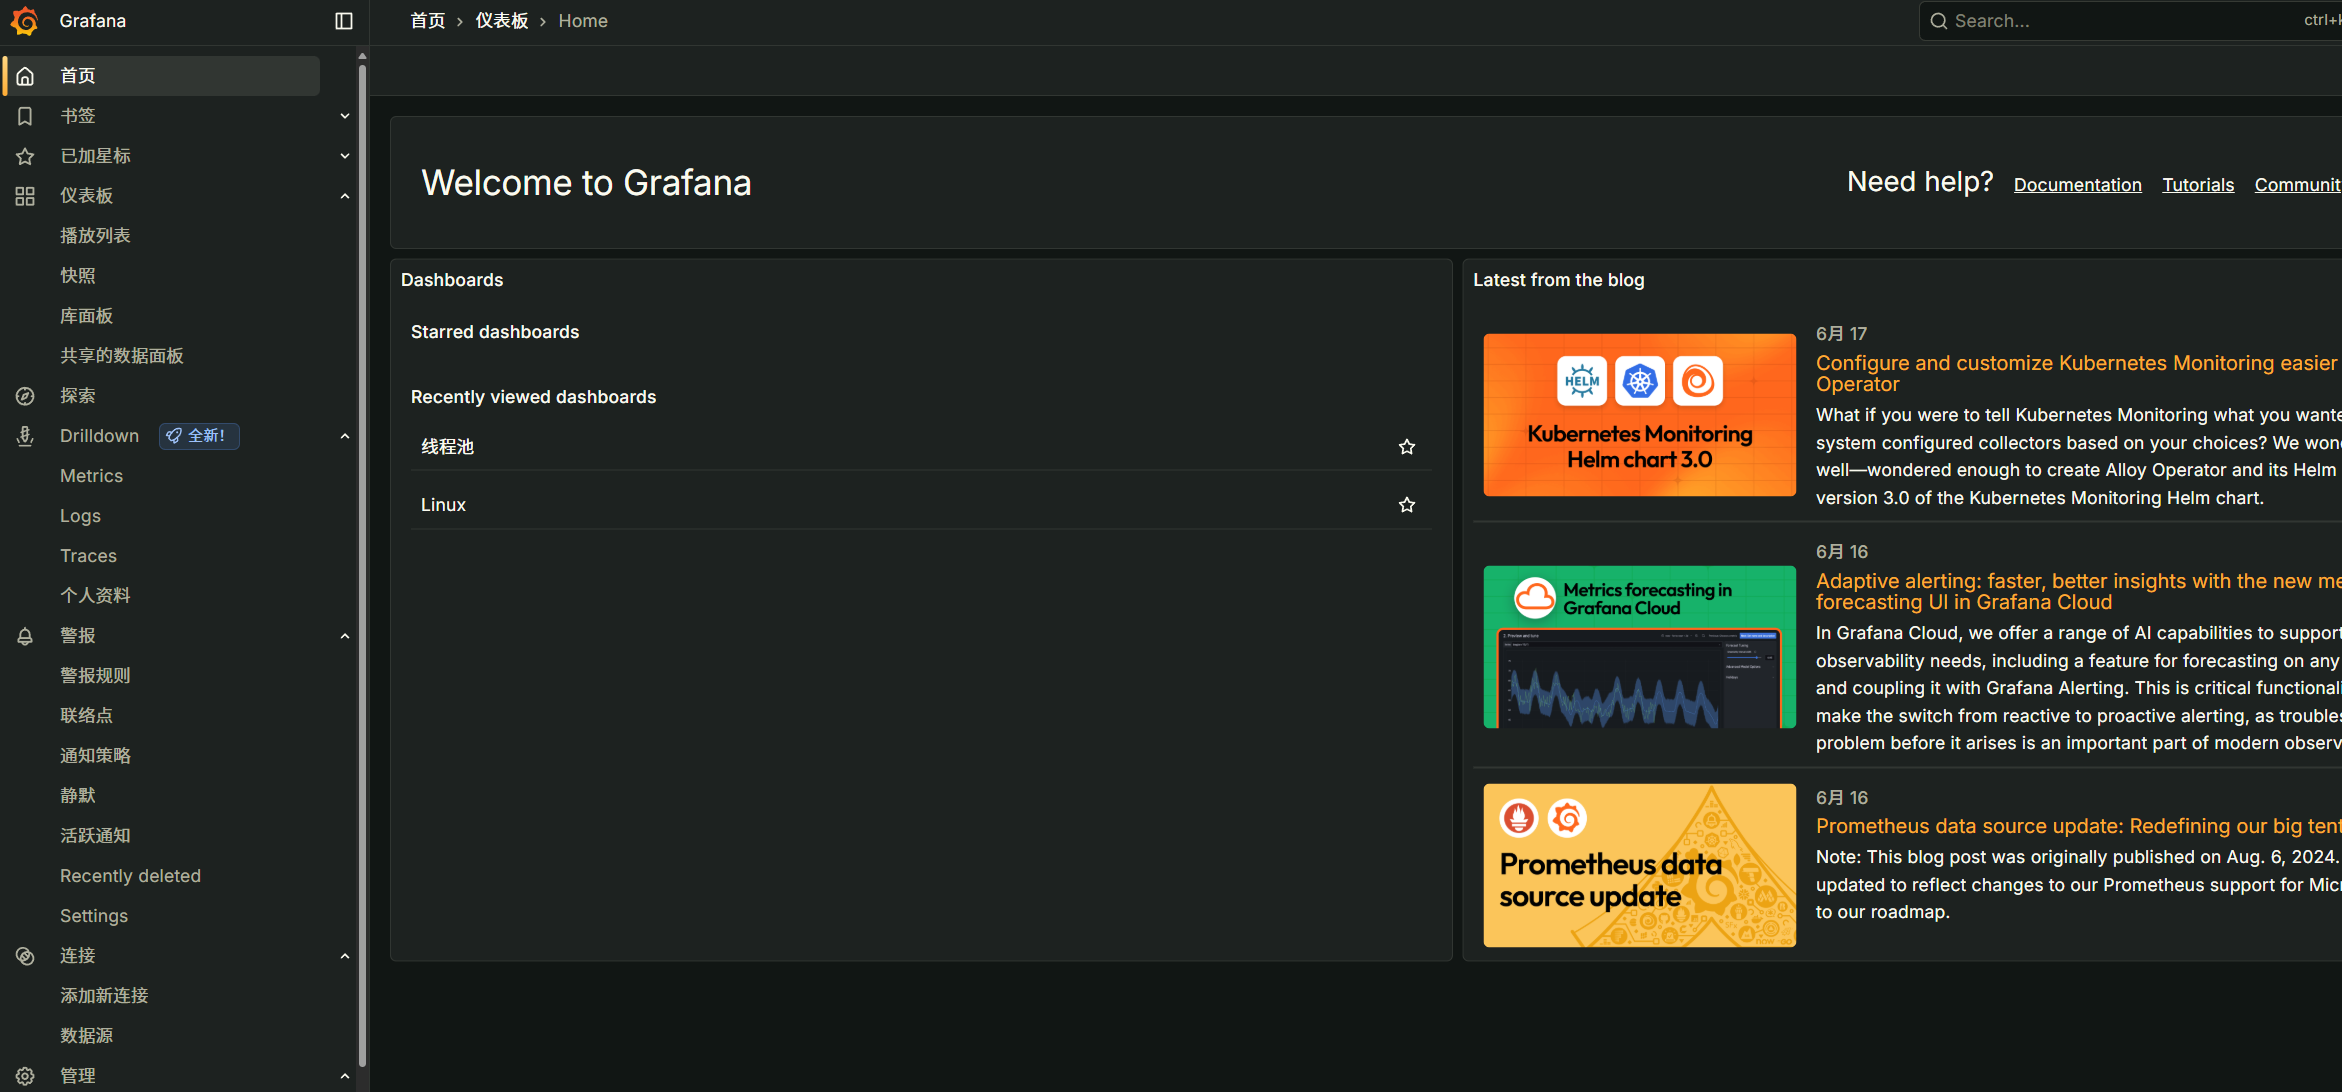 Grafana
首页 › 仪表板 › Home
Search...
ctrl+k
首页
书签
已加星标
仪表板
播放列表
快照
库面板
共享的数据面板
探索
Drilldown 全新!
Metrics
Logs
Traces
个人资料
警报
警报规则
联络点
通知策略
静默
活跃通知
Recently deleted
Settings
连接
添加新连接
数据源
管理
Welcome to Grafana
Need help? Documentation Tutorials Communit
Dashboards
Starred dashboards
Recently viewed dashboards
线程池
Linux
Latest from the blog
HELM
Kubernetes Monitoring
Helm chart 3.0
6月 17
Configure and customize Kubernetes Monitoring easier
Operator
What if you were to tell Kubernetes Monitoring what you wante
system configured collectors based on your choices? We won
well—wondered enough to create Alloy Operator and its Helm
version 3.0 of the Kubernetes Monitoring Helm chart.
Metrics forecasting in
Grafana Cloud
6月 16
Adaptive alerting: faster, better insights with the new me
forecasting UI in Grafana Cloud
In Grafana Cloud, we offer a range of AI capabilities to support
observability needs, including a feature for forecasting on any
and coupling it with Grafana Alerting. This is critical functionali
make the switch from reactive to proactive alerting, as troubles
problem before it arises is an important part of modern observ
Prometheus data
source update
6月 16
Prometheus data source update: Redefining our big tent
Note: This blog post was originally published on Aug. 6, 2024.
updated to reflect changes to our Prometheus support for Micr
to our roadmap.